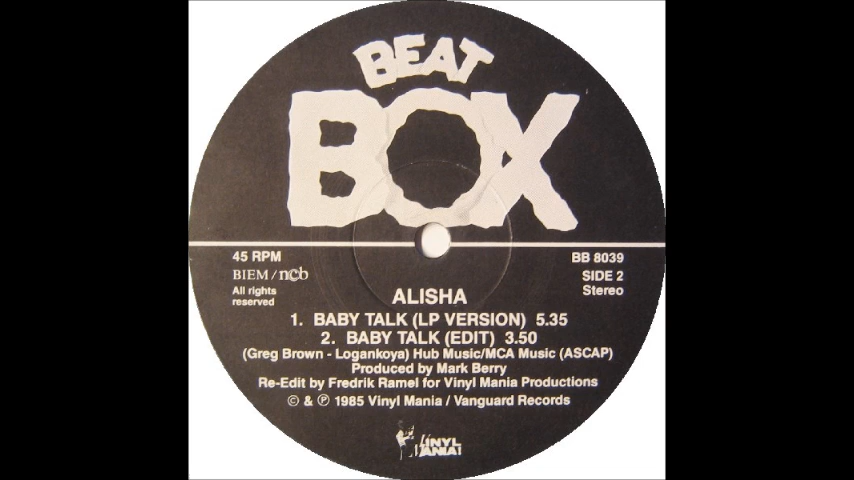 BEAT
BOX
45 RPM
BB 8039
BIEM / ncb
SIDE 2
All rights
reserved
Stereo
ALISHA
1. BABY TALK (LP VERSION) 5.35
2. BABY TALK (EDIT) 3.50
(Greg Brown - Logankoya) Hub Music/MCA Music (ASCAP)
Produced by Mark Berry
Re-Edit by Fredrik Ramel for Vinyl Mania Productions
© & ℗ 1985 Vinyl Mania / Vanguard Records
VINYL
MANIA